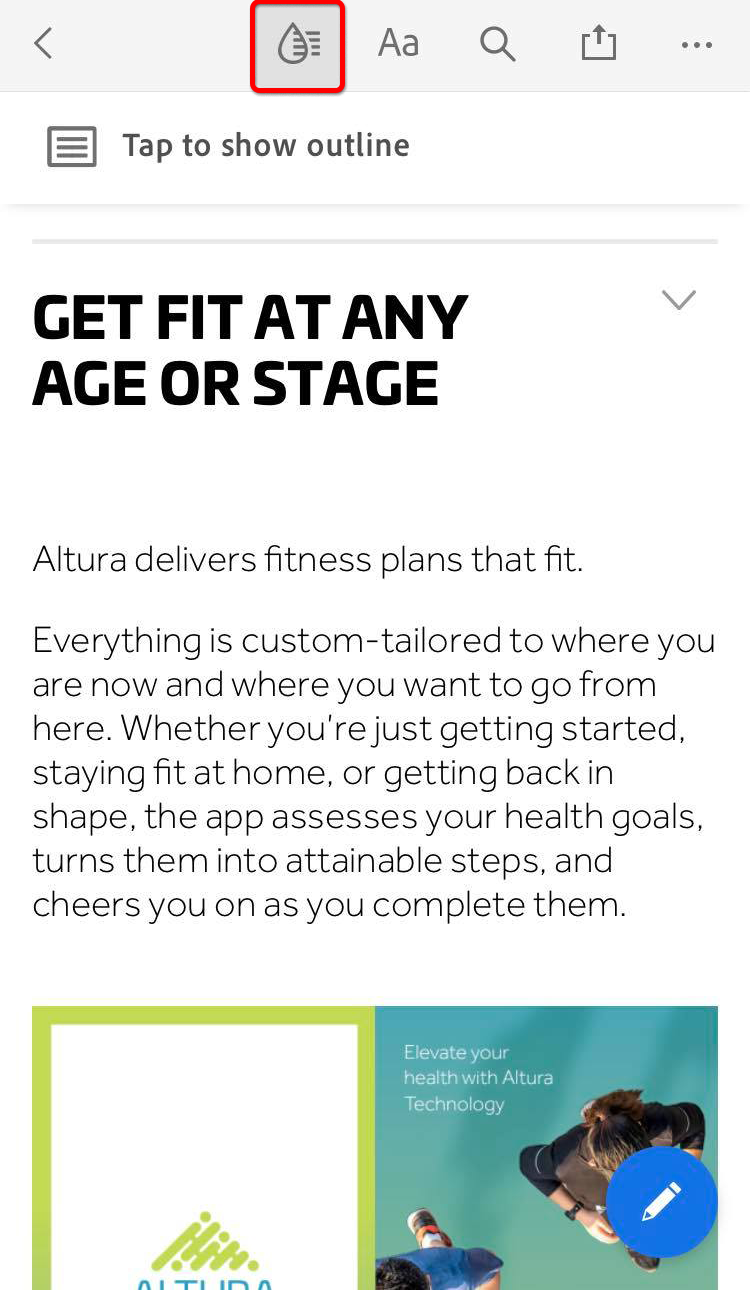 Aa
Tap to show outline
GET FIT AT ANY
AGE OR STAGE
Altura delivers fitness plans that fit.
Everything is custom-tailored to where you
are now and where you want to go from
here. Whether you're just getting started,
staying fit at home, or getting back in
shape, the app assesses your health goals,
turns them into attainable steps, and
cheers you on as you complete them.
Elevate your
health with Altura
Technology
ALTURA